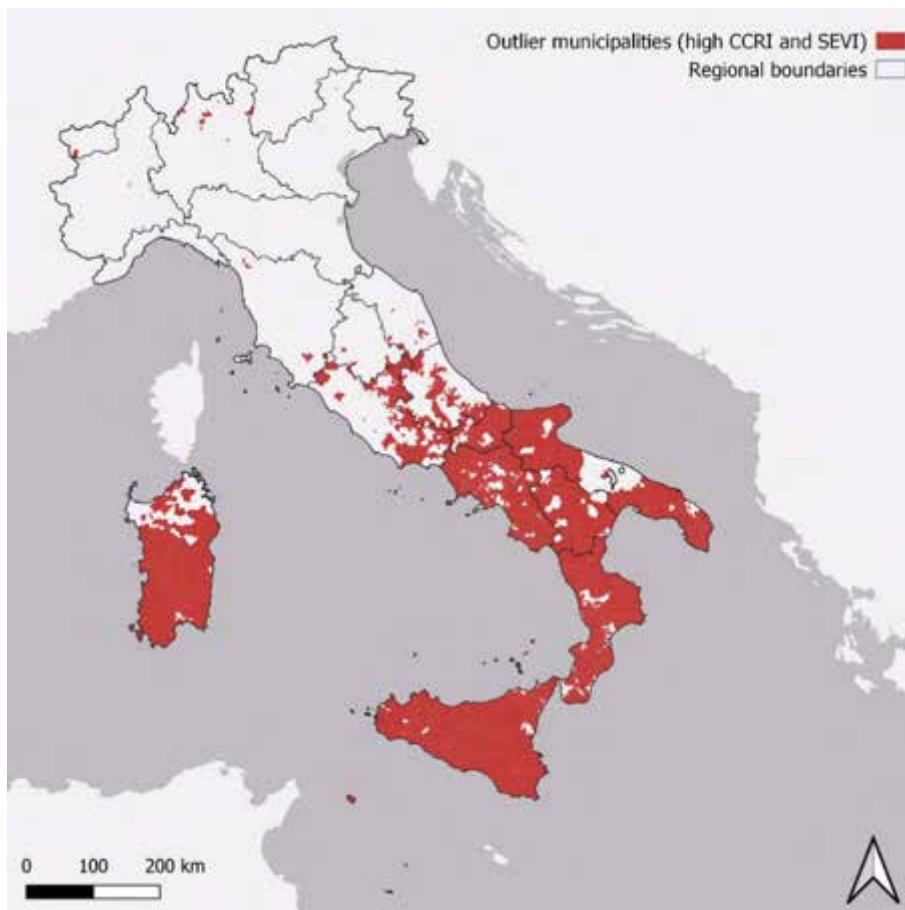 Outlier municipalities (high CCRI and SEVI)
Regional boundaries
0 100 200 km